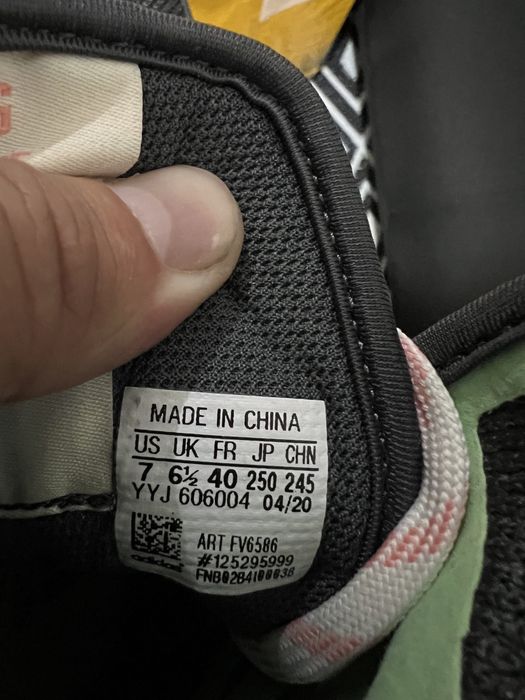 MADE IN CHINA
US UK FR JP CHN
7 6½ 40 250 245
YYJ 606004 04/20
ART FV6586
#125295999
adidas